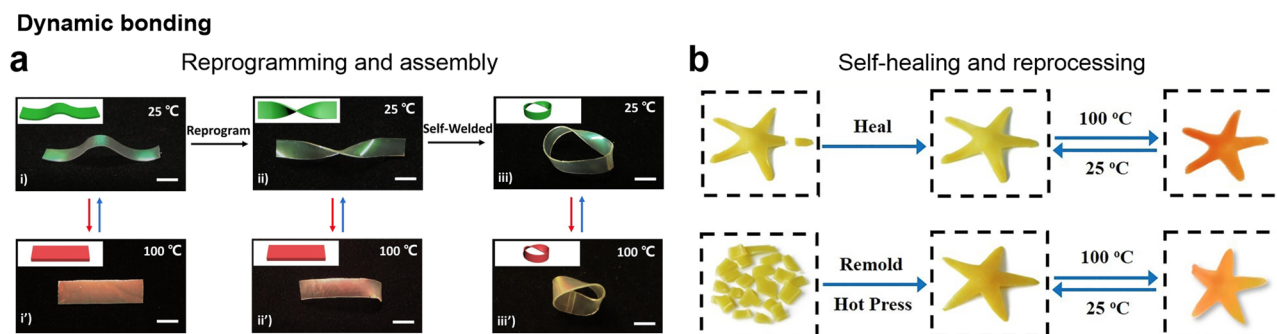 Dynamic bonding
a
Reprogramming and assembly
25 ℃
i)
Reprogram
25 ℃
ii)
Self-Welded
25 ℃
iii)
100 ℃
i')
100 ℃
ii')
100 ℃
iii')
b
Self-healing and reprocessing
Heal
100 °C
25 °C
Remold
Hot Press
100 °C
25 °C